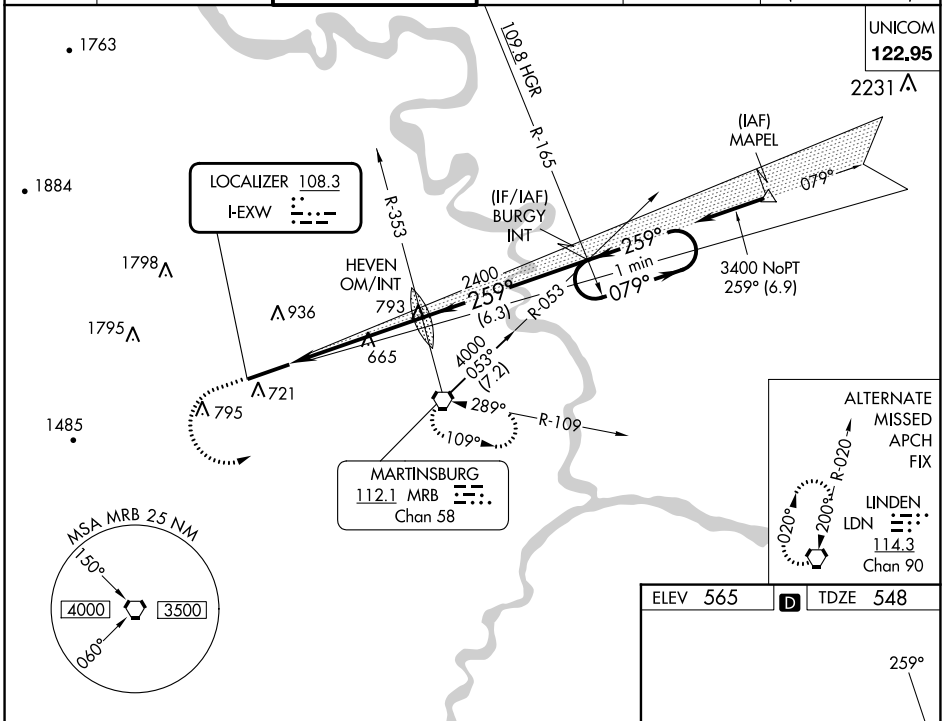 1763
109.8 HGR
R-165
UNICOM
122.95
2231
(IAF)
MAPEL
079°
1884
LOCALIZER 108.3
I-EXW
R-353
(IF/IAF)
BURGY
INT
259°
1 min
079°
3400 NoPT
259° (6.9)
1798
HEVEN
OM/INT
793
2400
259°
(6.3)
R-053
936
1795
665
4000
053°
(7.2)
721
795
289°
R-109
109°
1485
MARTINSBURG
112.1 MRB
Chan 58
ALTERNATE
MISSED
APCH
FIX
R-020
020°
200°
LINDEN
LDN
114.3
Chan 90
MSA MRB 25 NM
150°
4000
3500
060°
ELEV 565
D
TDZE 548
259°